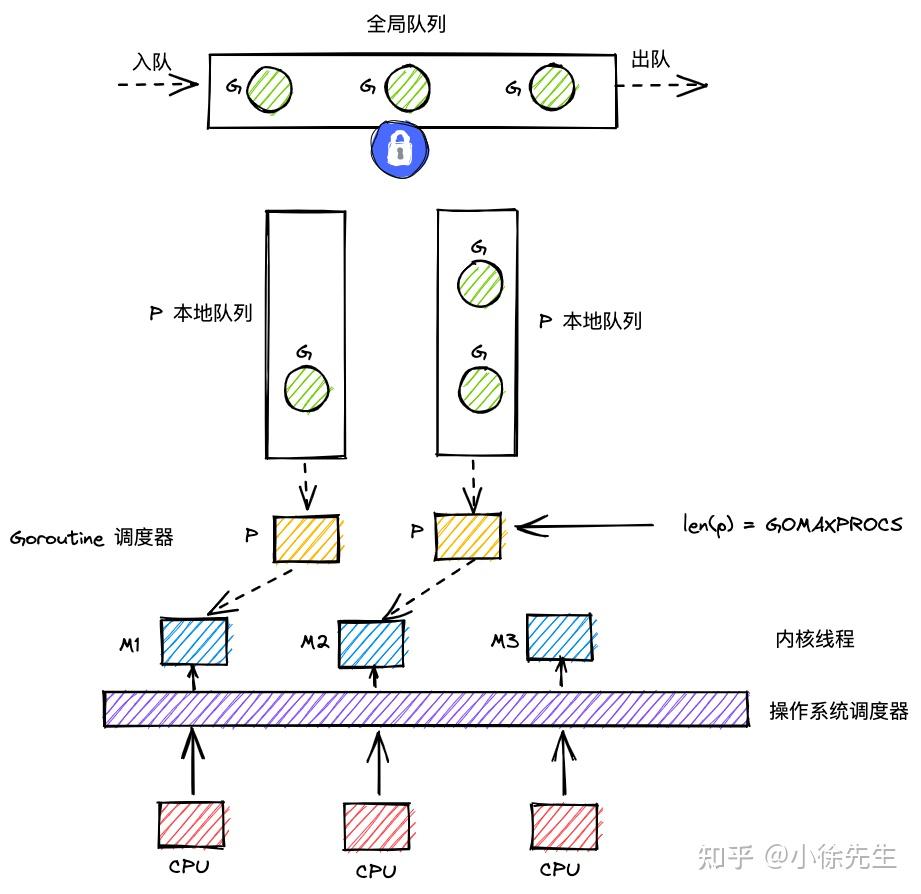 全局队列
入队
出队
G
G
G
G
P 本地队列
P 本地队列
G
G
Goroutine 调度器
P
P
len(p) = GOMAXPROCS
M1
M2
M3
内核线程
操作系统调度器
CPU
CPU
CPU
知乎 @小徐先生